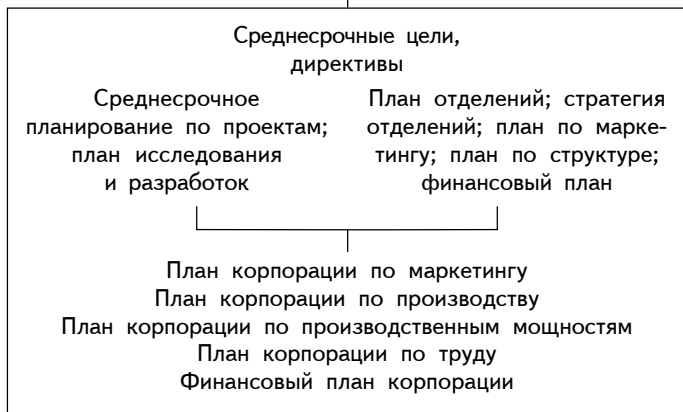 Среднесрочные цели,
директивы
Среднесрочное
планирование по проектам;
план исследования
и разработок
План отделений; стратегия
отделений; план по марке-
тингу; план по структуре;
финансовый план
План корпорации по маркетингу
План корпорации по производству
План корпорации по производственным мощностям
План корпорации по труду
Финансовый план корпорации